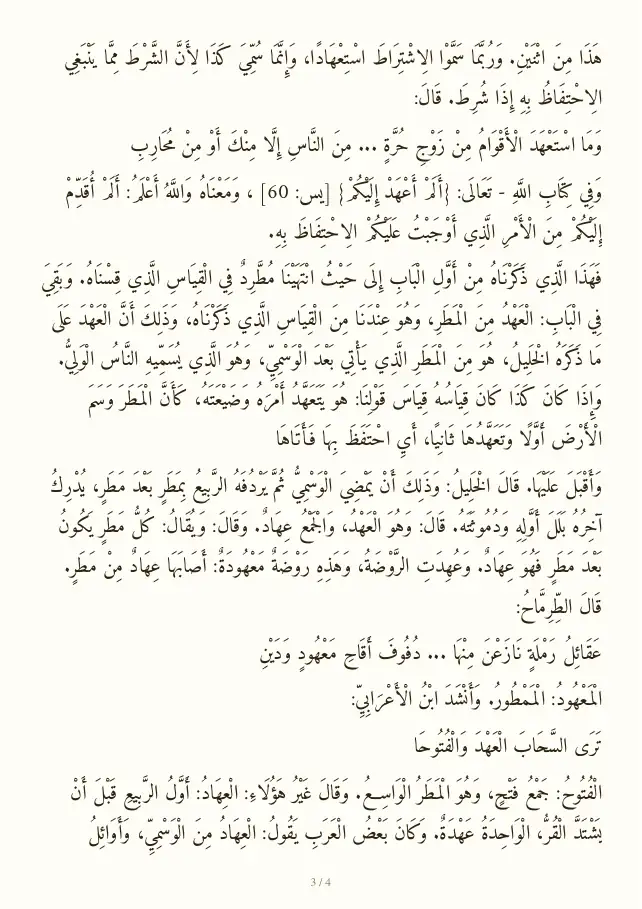 هَذَا مِنَ اثْنَيْنِ. وَرُبَّمَا سَمَّوْا الِاشْتِرَاطَ اسْتِعْهَادًا، وَإِنَّمَا سُمِّيَ كَذَا لِأَنَّ الشَّرْطَ مِمَّا يَنْبَغِي
الِاحْتِفَاظُ بِهِ إِذَا شُرِطَ. قَالَ:
وَمَا اسْتَعْهَدَ الْأَقْوَامُ مِنْ زَوْجِ حُرَّةٍ ... مِنَ النَّاسِ إِلَّا مِنْكَ أَوْ مِنْ مُحَارِبِ
وَفِي كِتَابِ اللَّهِ - تَعَالَى: {أَلَمْ أَعْهَدْ إِلَيْكُمْ} [يس: 60] ، وَمَعْنَاهُ وَاللَّهُ أَعْلَمُ: أَلَمْ أُقَدِّمْ
إِلَيْكُمْ مِنَ الْأَمْرِ الَّذِي أَوْجَبْتُ عَلَيْكُمْ الِاحْتِفَاظَ بِهِ.
فَهَذَا الَّذِي ذَكَرْنَاهُ مِنْ أَوَّلِ الْبَابِ إِلَى حَيْثُ انْتَهَيْنَا مُطَّرِدٌ فِي الْقِيَاسِ الَّذِي قِسْنَاهُ. وَبَقِيَ
فِي الْبَابِ: الْعَهْدُ مِنَ الْمَطَرِ، وَهُوَ عِنْدَنَا مِنَ الْقِيَاسِ الَّذِي ذَكَرْنَاهُ، وَذَلِكَ أَنَّ الْعَهْدَ عَلَى
مَا ذَكَرَهُ الْخَلِيلُ، هُوَ مِنَ الْمَطَرِ الَّذِي يَأْتِي بَعْدَ الْوَسْمِيِّ، وَهُوَ الَّذِي يُسَمِّيهِ النَّاسُ الْوَلِيُّ.
وَإِذَا كَانَ كَذَا كَانَ قِيَاسُهُ قِيَاسَ قَوْلِنَا: هُوَ يَتَعَهَّدُ أَمْرَهُ وَضَيْعَتَهُ، كَأَنَّ الْمَطَرَ وَسَمَ
الْأَرْضَ أَوَّلًا وَتَعَهَّدُهَا ثَانِيًا، أَيِ احْتَفَظَ بِهَا فَأَتَاهَا
وَأَقْبَلَ عَلَيْهَا. قَالَ الْخَلِيلُ: وَذَلِكَ أَنْ يَمْضِيَ الْوَسْمِيُّ ثُمَّ يَرْدُفَهُ الرَّبِيعُ بِمَطَرٍ بَعْدَ مَطَرٍ، يُدْرِكُ
آخِرُهُ بَلَلَ أَوَّلِهِ وَدُمُوثَتَهُ. قَالَ: وَهُوَ الْعَهْدُ، وَالْجَمْعُ عِهَادٌ. وَقَالَ: وَيُقَالُ: كُلُّ مَطَرٍ يَكُونُ
بَعْدَ مَطَرٍ فَهُوَ عِهَادٌ. وَعُهِدَتِ الرَّوْضَةُ، وَهَذِهِ رَوْضَةٌ مَعْهُودَةٌ: أَصَابَهَا عِهَادٌ مِنْ مَطَرٍ.
قَالَ الطِّرِمَّاحُ:
عَقَائِلُ رَمْلَةٍ نَازَعْنَ مِنْهَا ... دُفُوفَ أَقَاحِ مَعْهُودٍ وَدَيْنِ
الْمَعْهُودُ: الْمَمْطُورُ. وَأَنْشَدَ ابْنُ الْأَعْرَابِيِّ:
تَرَى السَّحَابَ الْعَهْدَ وَالْفُتُوحَا
الْفُتُوحُ: جَمْعُ فَتْحٍ، وَهُوَ الْمَطَرُ الْوَاسِعُ. وَقَالَ غَيْرُ هَؤُلَاءِ: الْعِهَادُ: أَوَّلُ الرَّبِيعِ قَبْلَ أَنْ
يَشْتَدَّ الْقُرُّ، الْوَاحِدَةُ عَهْدَةٌ. وَكَانَ بَعْضُ الْعَرَبِ يَقُولُ: الْعِهَادُ مِنَ الْوَسْمِيِّ، وَأَوَائِلُ
3 / 4